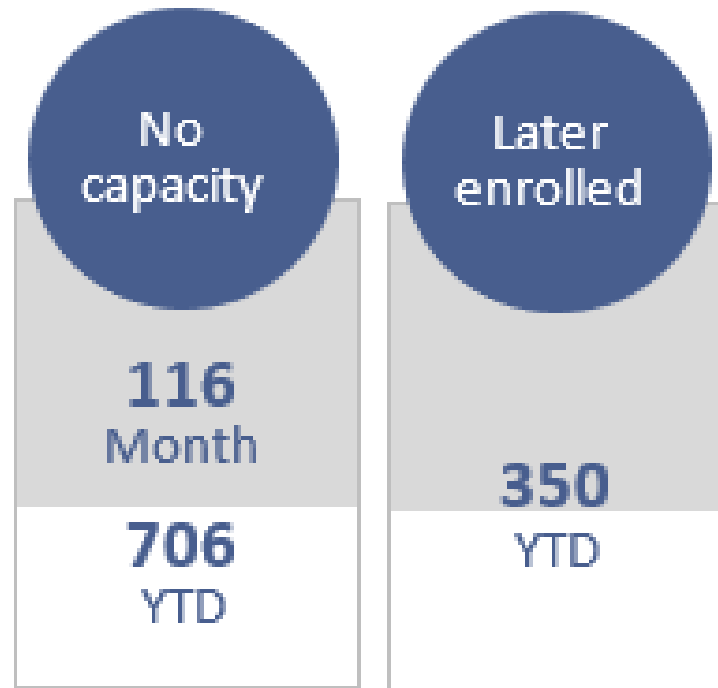 No
capacity
116
Month
706
YTD
Later
enrolled
350
YTD